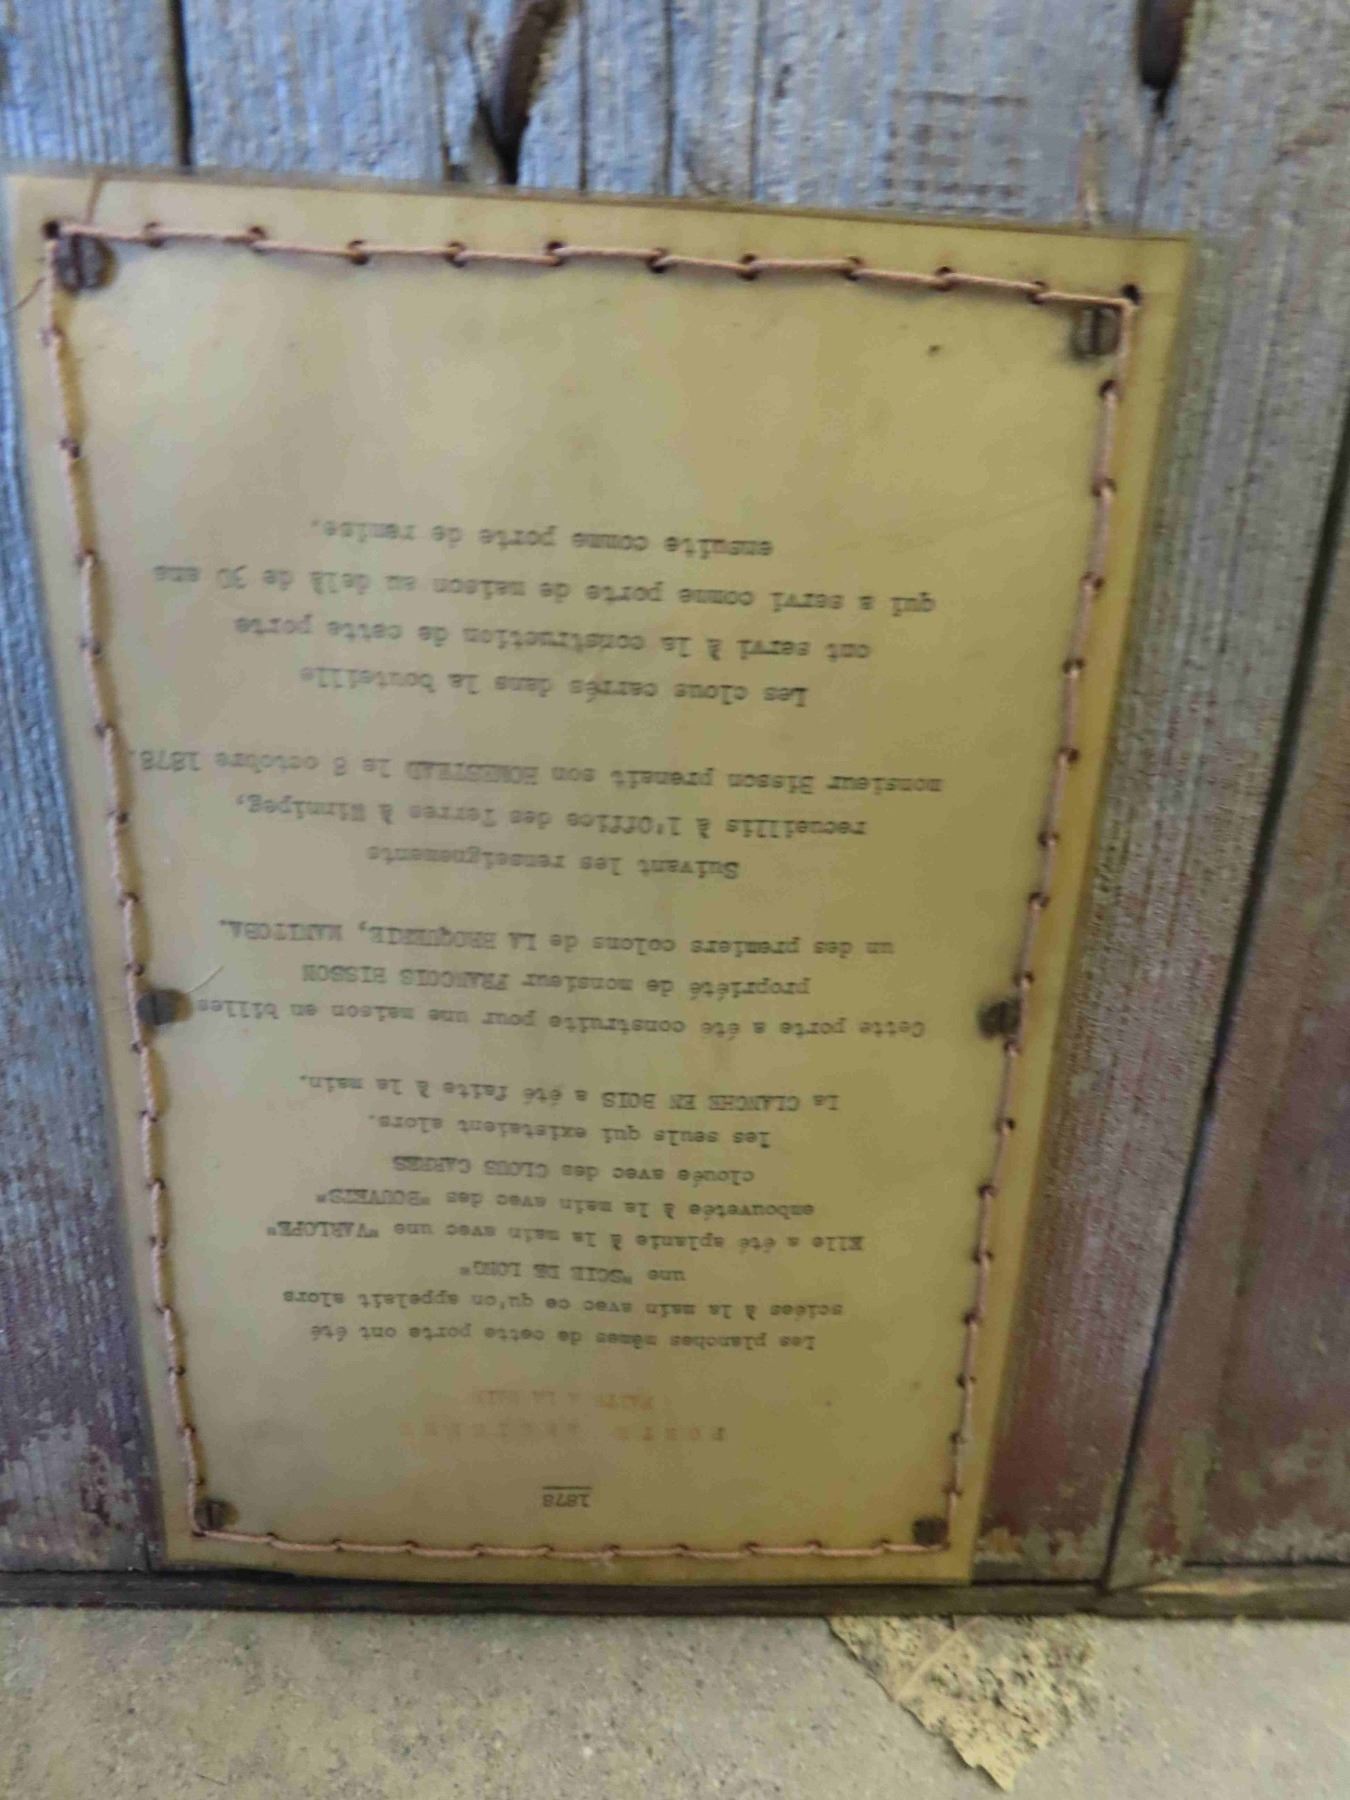 1878
PORTE
FAITE A LA MAIN
Les planches mêmes de cette porte ont été
sciées à la main avec ce qu'on appelait alors
une "SCIE DE LONG"
Elle a été aplanie à la main avec une "VARLOPE"
embouvetée à la main avec des "BOUVETS"
clouée avec des CLOUS CARRES
les seuls qui existaient alors.
La CLANCHE EN BOIS a été faite à la main.
Cette porte a été construite pour une maison en billes
propriété de monsieur FRANCOIS BISSON
un des premiers colons de LA BROQUERIE, MANITOBA.
Suivant les renseignements
recueillis à l'Office des Terres à Winnipeg,
monsieur Bisson prenait son HOMESTEAD le 8 octobre 1878.
Les clous carrés dans la bouteille
ont servi à la construction de cette porte
qui a servi comme porte de maison au delà de 30 ans
ensuite comme porte de remise.